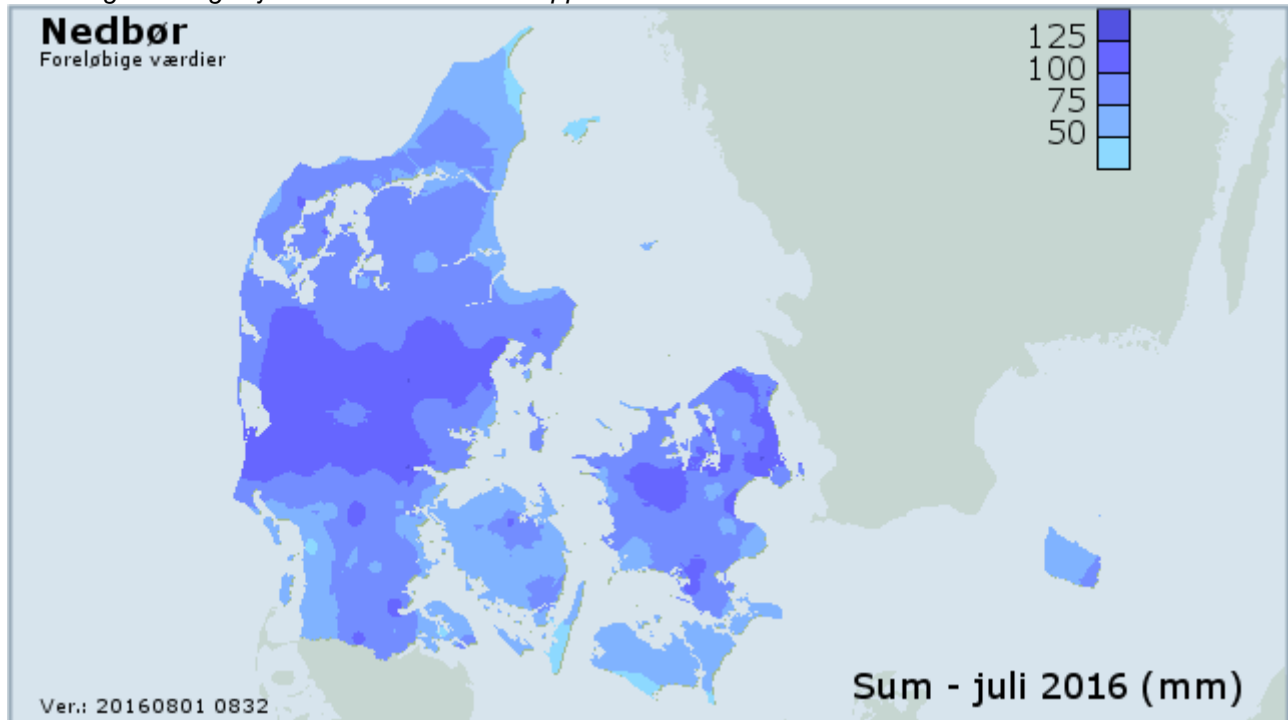 Nedbør
Foreløbige værdier
125
100
75
50
Sum - juli 2016 (mm)
Ver.: 20160801 0832